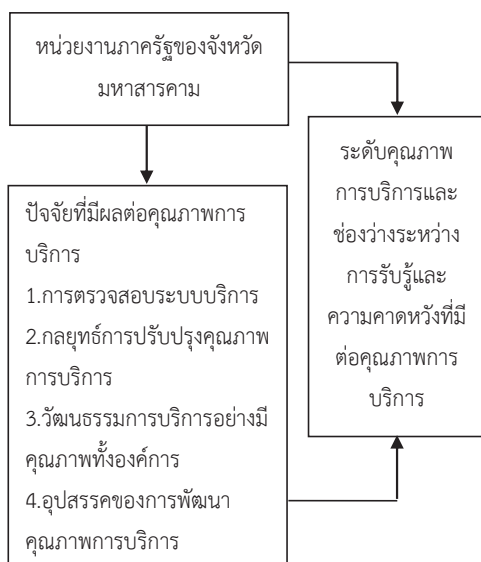 หน่วยงานภาครัฐของจังหวัด
มหาสารคาม
ปัจจัยที่มีผลต่อคุณภาพการ
บริการ
1.การตรวจสอบระบบบริการ
2.กลยุทธ์การปรับปรุงคุณภาพ
การบริการ
3.วัฒนธรรมการบริการอย่างมี
คุณภาพทั้งองค์การ
4.อุปสรรคของการพัฒนา
คุณภาพการบริการ
ระดับคุณภาพ
การบริการและ
ช่องว่างระหว่าง
การรับรู้และ
ความคาดหวังที่มี
ต่อคุณภาพการ
บริการ